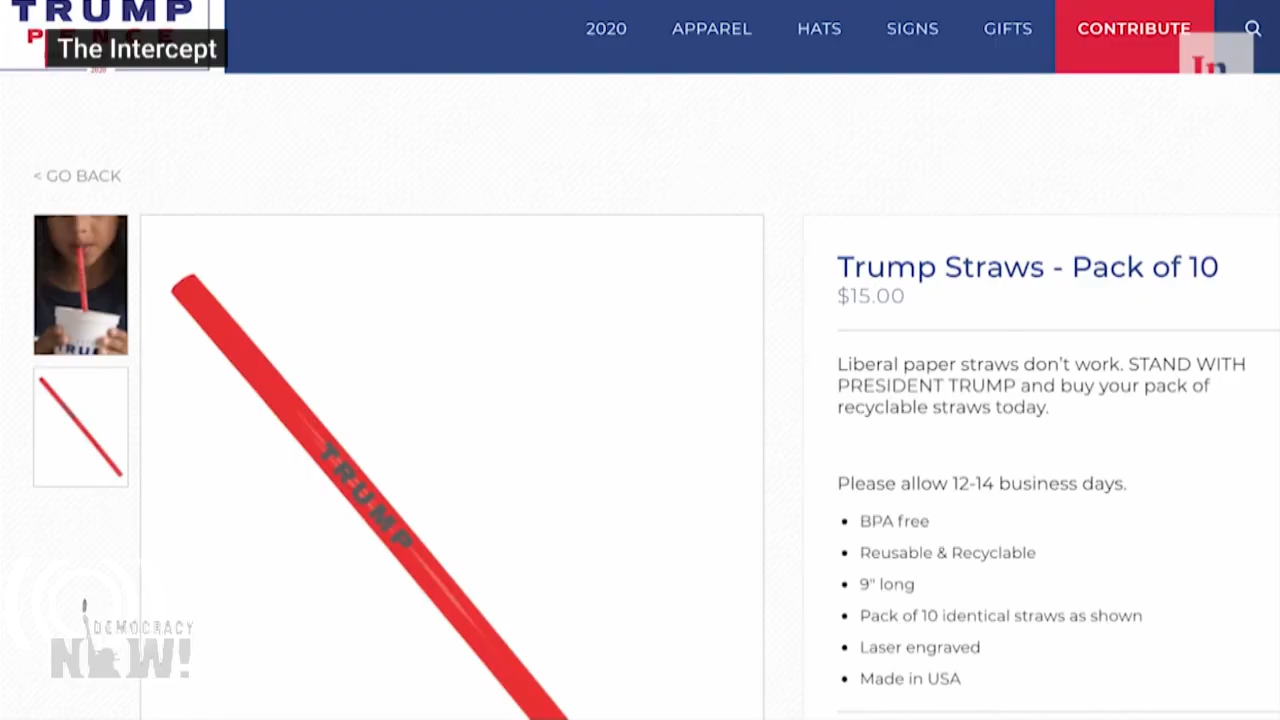 TRUMP
PENCE
The Intercept
2020
2020 APPAREL HATS SIGNS GIFTS CONTRIBUTE
In
< GO BACK
TRUMP
Trump Straws - Pack of 10
$15.00
Liberal paper straws don't work. STAND WITH
PRESIDENT TRUMP and buy your pack of
recyclable straws today.
Please allow 12-14 business days.
• BPA free
• Reusable & Recyclable
• 9" long
• Pack of 10 identical straws as shown
• Laser engraved
• Made in USA
DEMOCRACY
NOW!